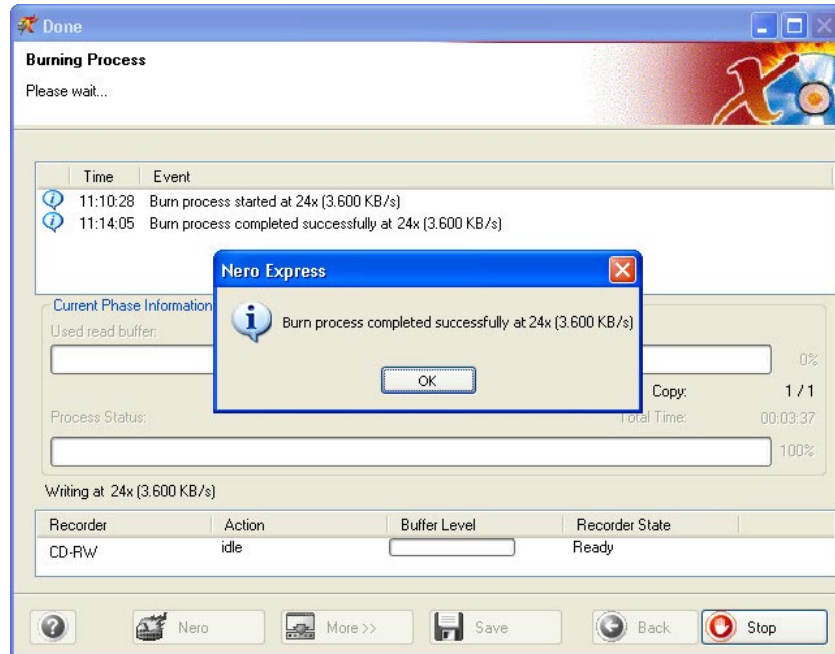 Done
Burning Process
Please wait...
Time Event
11:10:28 Burn process started at 24x (3.600 KB/s)
11:14:05 Burn process completed successfully at 24x (3.600 KB/s)
Nero Express
Burn process completed successfully at 24x (3.600 KB/s)
OK
Current Phase Information
Used read buffer:
0%
Copy: 1 / 1
Process Status: Total Time: 00:03:37
100%
Writing at 24x (3.600 KB/s)
Recorder Action Buffer Level Recorder State
CD-RW idle Ready
Nero More >> Save Back Stop